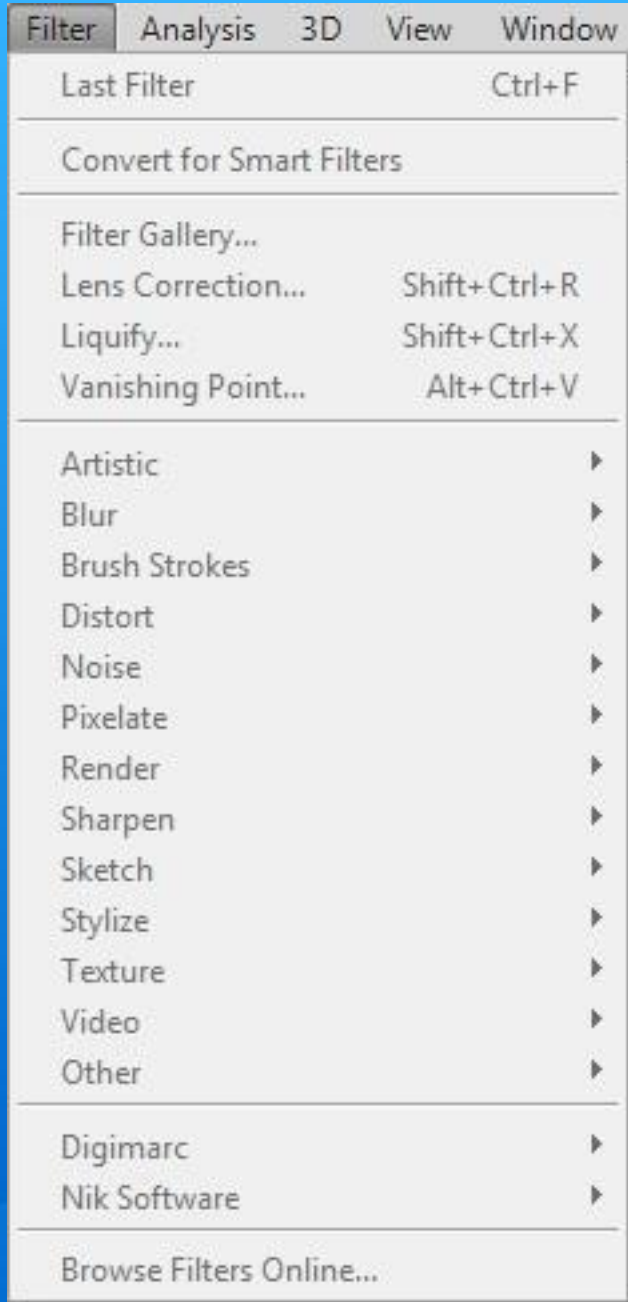 Filter Analysis 3D View Window
Last Filter Ctrl+F
Convert for Smart Filters
Filter Gallery...
Lens Correction... Shift+Ctrl+R
Liquify... Shift+Ctrl+X
Vanishing Point... Alt+Ctrl+V
Artistic
Blur
Brush Strokes
Distort
Noise
Pixelate
Render
Sharpen
Sketch
Stylize
Texture
Video
Other
Digimarc
Nik Software
Browse Filters Online...